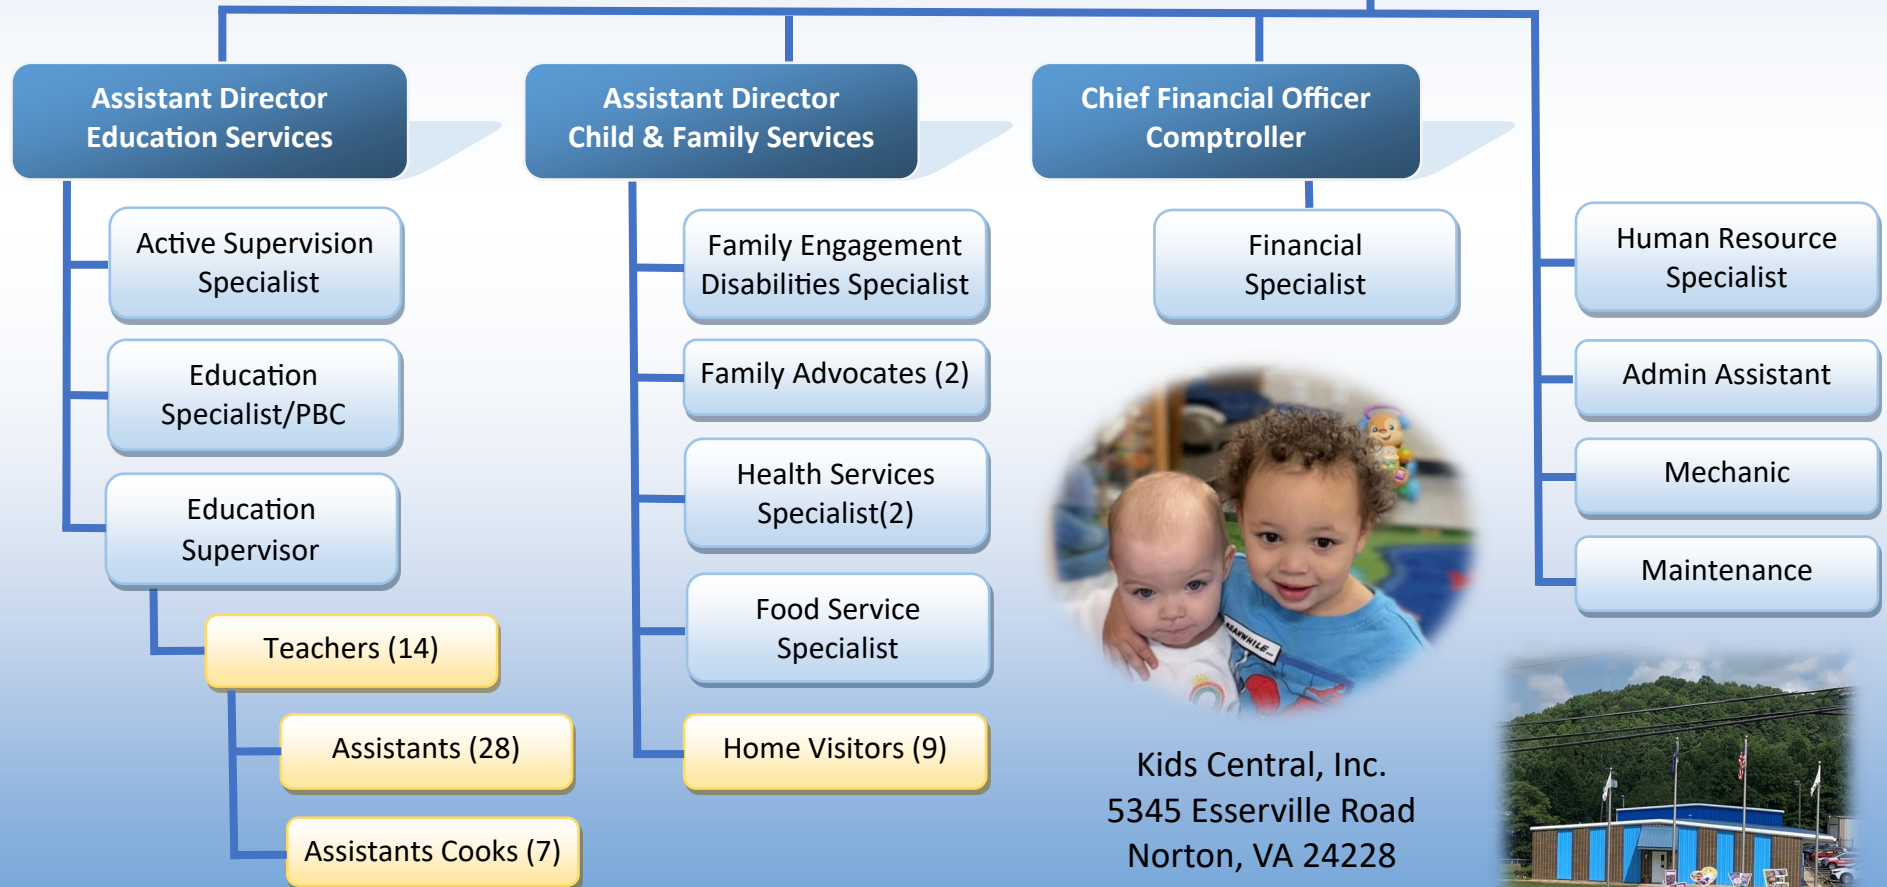 Assistant Director
Education Services
Assistant Director
Child & Family Services
Chief Financial Officer
Comptroller
Active Supervision
Specialist
Education
Specialist/PBC
Education
Supervisor
Teachers (14)
Assistants (28)
Assistants Cooks (7)
Family Engagement
Disabilities Specialist
Family Advocates (2)
Health Services
Specialist(2)
Food Service
Specialist
Home Visitors (9)
Financial
Specialist
Human Resource
Specialist
Admin Assistant
Mechanic
Maintenance
MEANWHILE...
Kids Central, Inc.
5345 Esserville Road
Norton, VA 24228